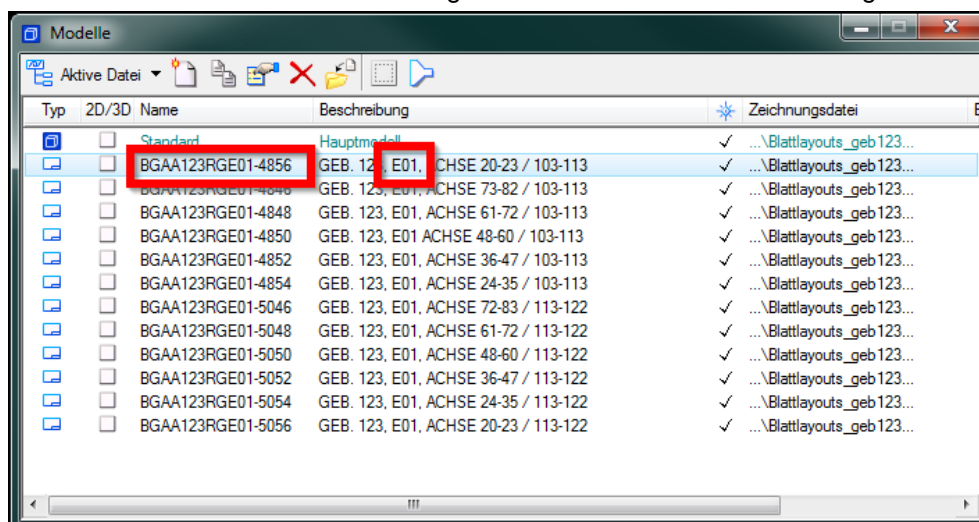 Modelle
Aktive Datei
Typ 2D/3D Name Beschreibung Zeichnungsdatei
Standard Hauptmodell ...\Blattlayouts_geb123...
BGAA123RGE01-4856 GEB. 123, E01, ACHSE 20-23 / 103-113 ...\Blattlayouts_geb123...
BGAA123RGE01-4846 GEB. 123, E01, ACHSE 73-82 / 103-113 ...\Blattlayouts_geb123...
BGAA123RGE01-4848 GEB. 123, E01, ACHSE 61-72 / 103-113 ...\Blattlayouts_geb123...
BGAA123RGE01-4850 GEB. 123, E01 ACHSE 48-60 / 103-113 ...\Blattlayouts_geb123...
BGAA123RGE01-4852 GEB. 123, E01, ACHSE 36-47 / 103-113 ...\Blattlayouts_geb123...
BGAA123RGE01-4854 GEB. 123, E01, ACHSE 24-35 / 103-113 ...\Blattlayouts_geb123...
BGAA123RGE01-5046 GEB. 123, E01, ACHSE 72-83 / 113-122 ...\Blattlayouts_geb123...
BGAA123RGE01-5048 GEB. 123, E01, ACHSE 61-72 / 113-122 ...\Blattlayouts_geb123...
BGAA123RGE01-5050 GEB. 123, E01, ACHSE 48-60 / 113-122 ...\Blattlayouts_geb123...
BGAA123RGE01-5052 GEB. 123, E01, ACHSE 36-47 / 113-122 ...\Blattlayouts_geb123...
BGAA123RGE01-5054 GEB. 123, E01, ACHSE 24-35 / 113-122 ...\Blattlayouts_geb123...
BGAA123RGE01-5056 GEB. 123, E01, ACHSE 20-23 / 113-122 ...\Blattlayouts_geb123...